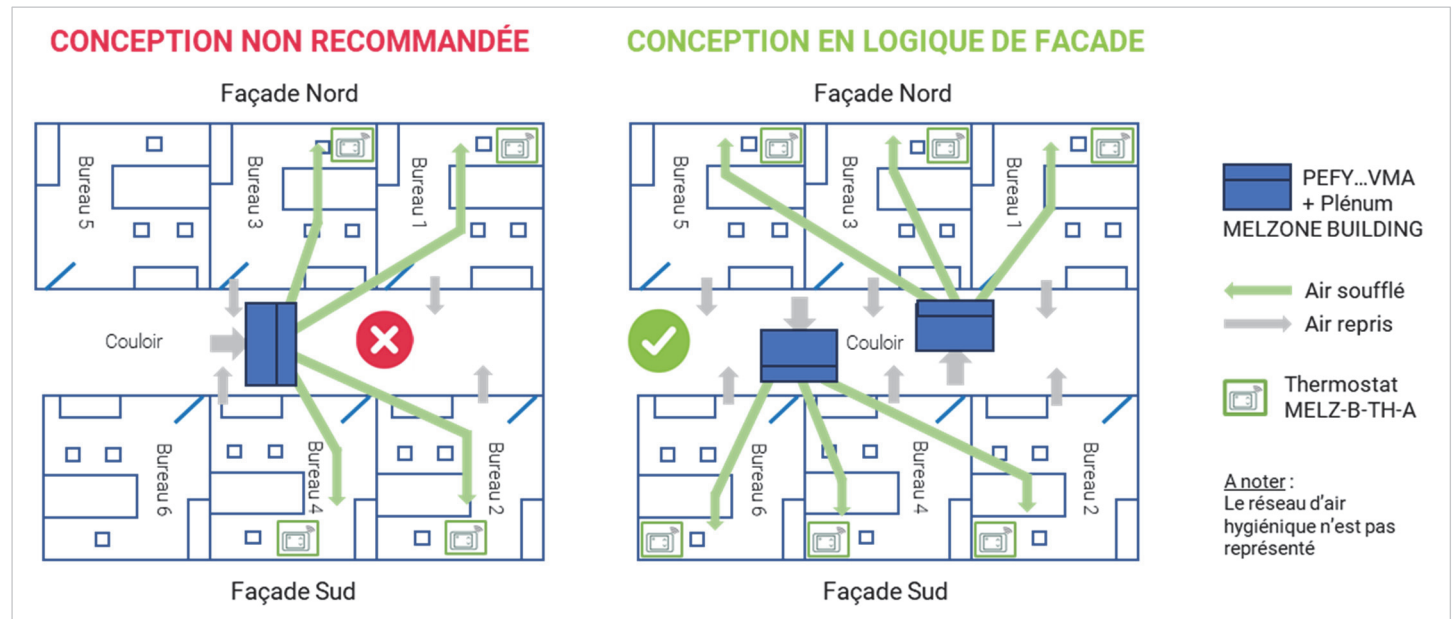 CONCEPTION NON RECOMMANDÉE
Façade Nord
Bureau 5
Bureau 3
Bureau 1
Couloir
Bureau 6
Bureau 4
Bureau 2
Façade Sud
CONCEPTION EN LOGIQUE DE FACADE
Façade Nord
Bureau 5
Bureau 3
Bureau 1
Couloir
Bureau 6
Bureau 4
Bureau 2
Façade Sud
PEFY...VMA
+ Plénum
MELZONE BUILDING
Air soufflé
Air repris
Thermostat
MELZ-B-TH-A
A noter :
Le réseau d'air
hygiénique n'est pas
représenté